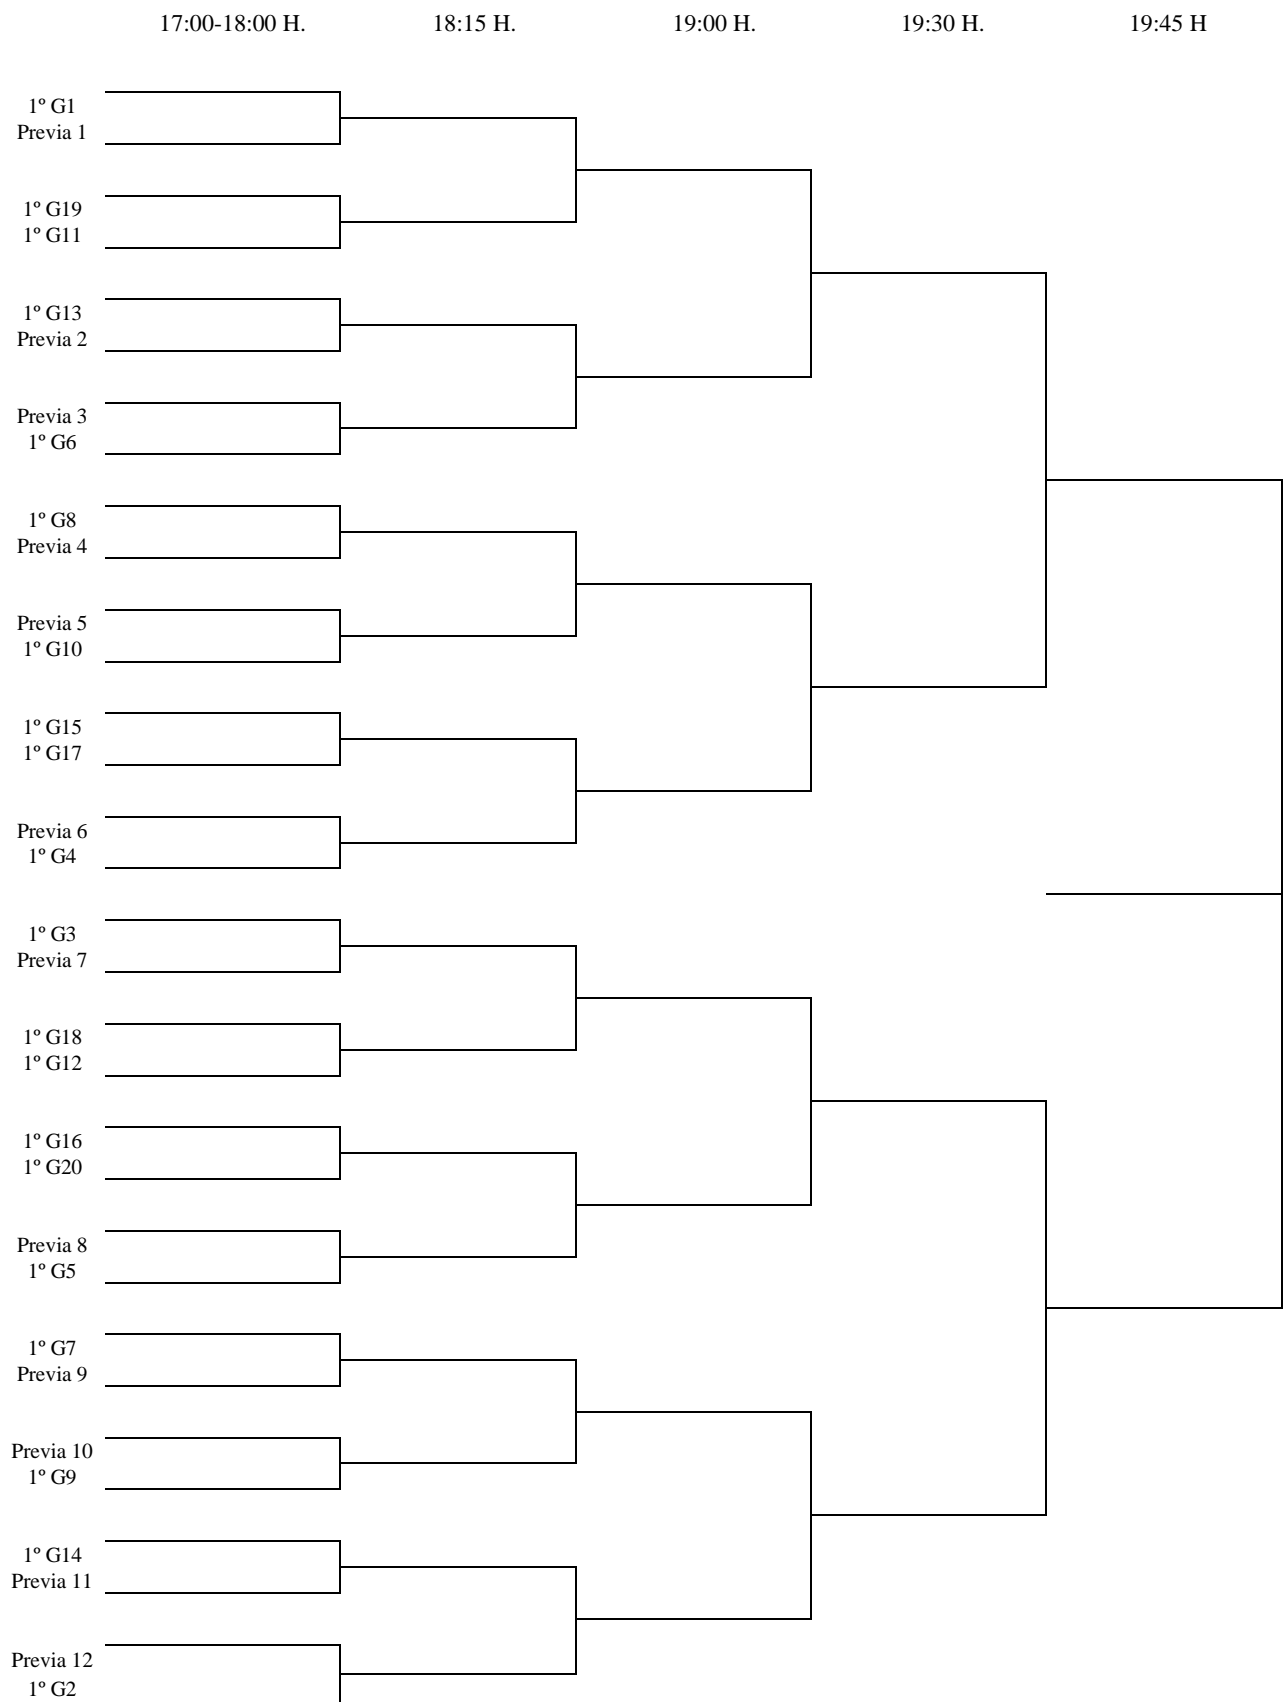 17:00-18:00 H. 18:15 H. 19:00 H. 19:30 H. 19:45 H
1º G1
Previa 1
1º G19
1º G11
1º G13
Previa 2
Previa 3
1º G6
1º G8
Previa 4
Previa 5
1º G10
1º G15
1º G17
Previa 6
1º G4
1º G3
Previa 7
1º G18
1º G12
1º G16
1º G20
Previa 8
1º G5
1º G7
Previa 9
Previa 10
1º G9
1º G14
Previa 11
Previa 12
1º G2